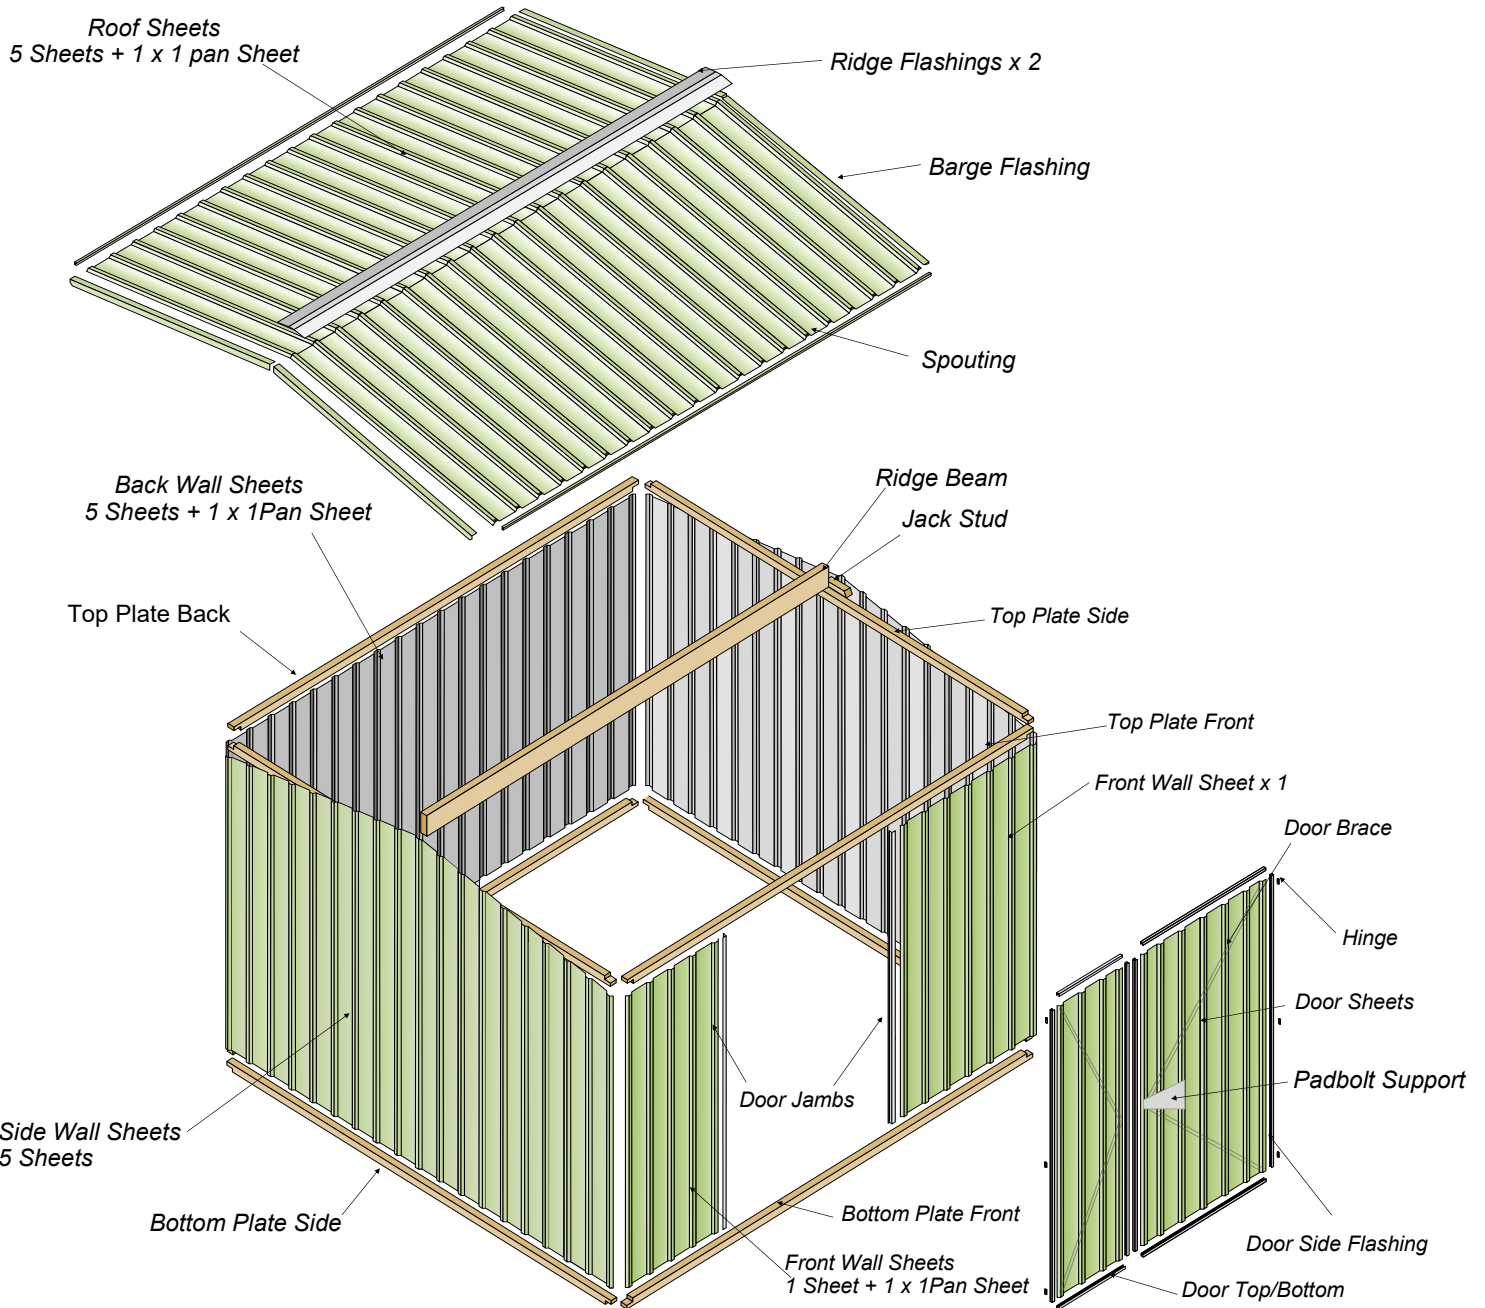 Roof Sheets
5 Sheets + 1 x 1 pan Sheet
Ridge Flashings x 2
Barge Flashing
Spouting
Back Wall Sheets
5 Sheets + 1 x 1Pan Sheet
Ridge Beam
Jack Stud
Top Plate Back
Top Plate Side
Top Plate Front
Front Wall Sheet x 1
Door Brace
Hinge
Door Sheets
Padbolt Support
Door Jambs
Side Wall Sheets
5 Sheets
Bottom Plate Side
Bottom Plate Front
Door Side Flashing
Front Wall Sheets
1 Sheet + 1 x 1Pan Sheet
Door Top/Bottom